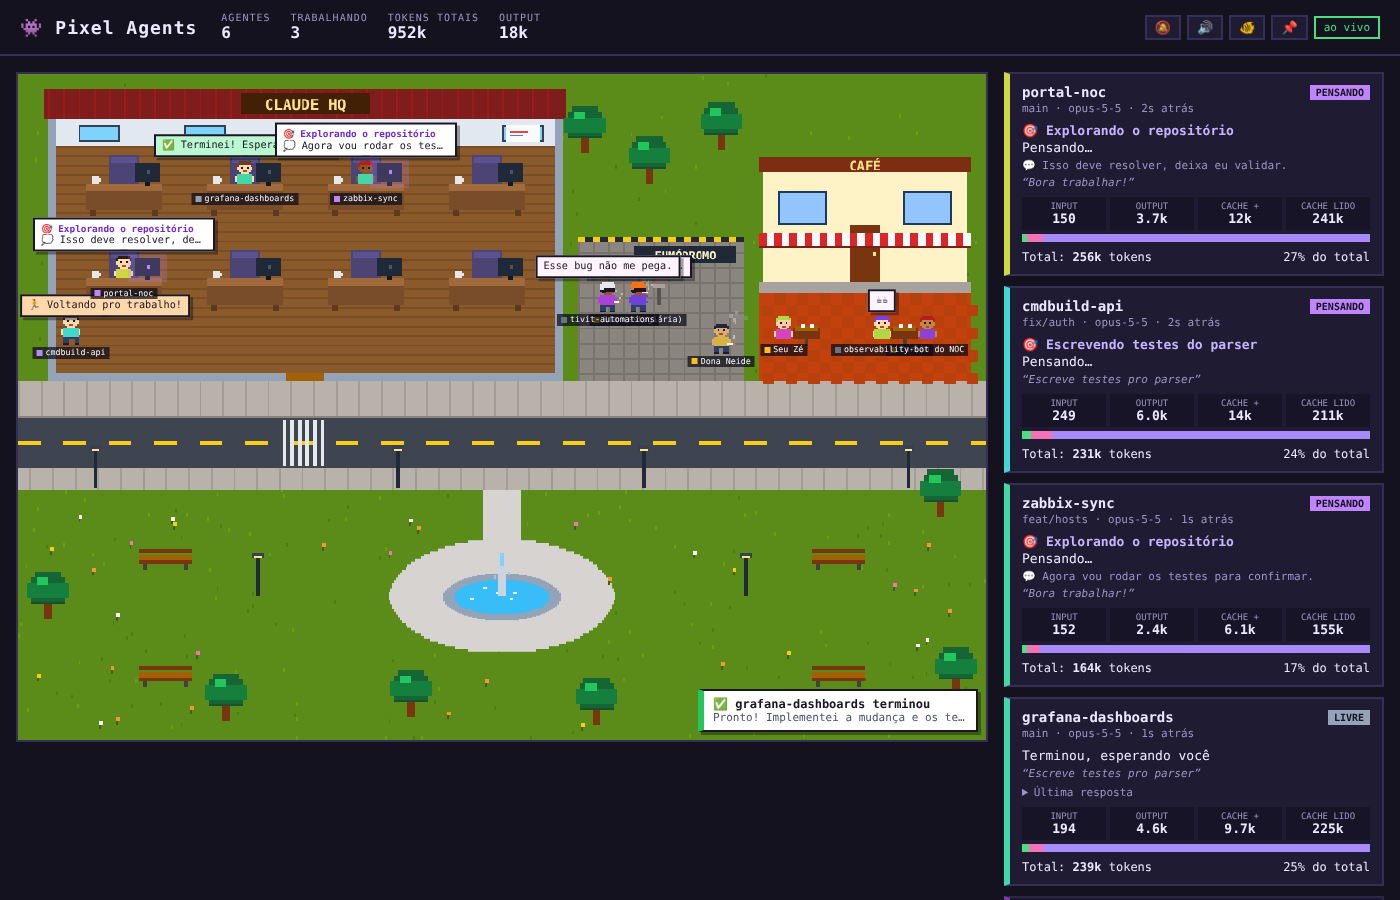 Pixel Agents
AGENTES
6
TRABALHANDO
3
TOKENS TOTAIS
952k
OUTPUT
18k
ao vivo
CLAUDE HQ
✅ Terminei! Espera
🎯 Explorando o repositório
💭 Agora vou rodar os tes…
grafana-dashboards
zabbix-sync
🎯 Explorando o repositório
💭 Isso deve resolver, de…
portal-noc
🏃 Voltando pro trabalho!
cmdbuild-api
CAFÉ
FUMÓDROMO
Esse bug não me pega.
tivit-automations
ária)
Dona Neide
Seu Zé
observability-bot
do NOC
✅ grafana-dashboards terminou
Pronto! Implementei a mudança e os te…
portal-noc
PENSANDO
main · opus-5-5 · 2s atrás
🎯 Explorando o repositório
Pensando…
💬 Isso deve resolver, deixa eu validar.
“Bora trabalhar!”
INPUT
150
OUTPUT
3.7k
CACHE +
12k
CACHE LIDO
241k
Total: 256k tokens
27% do total
cmdbuild-api
PENSANDO
fix/auth · opus-5-5 · 2s atrás
🎯 Escrevendo testes do parser
Pensando…
“Escreve testes pro parser”
INPUT
249
OUTPUT
6.0k
CACHE +
14k
CACHE LIDO
211k
Total: 231k tokens
24% do total
zabbix-sync
PENSANDO
feat/hosts · opus-5-5 · 1s atrás
🎯 Explorando o repositório
Pensando…
💬 Agora vou rodar os testes para confirmar.
“Bora trabalhar!”
INPUT
152
OUTPUT
2.4k
CACHE +
6.1k
CACHE LIDO
155k
Total: 164k tokens
17% do total
grafana-dashboards
LIVRE
main · opus-5-5 · 1s atrás
Terminou, esperando você
“Escreve testes pro parser”
▶ Última resposta
INPUT
194
OUTPUT
4.6k
CACHE +
9.7k
CACHE LIDO
225k
Total: 239k tokens
25% do total